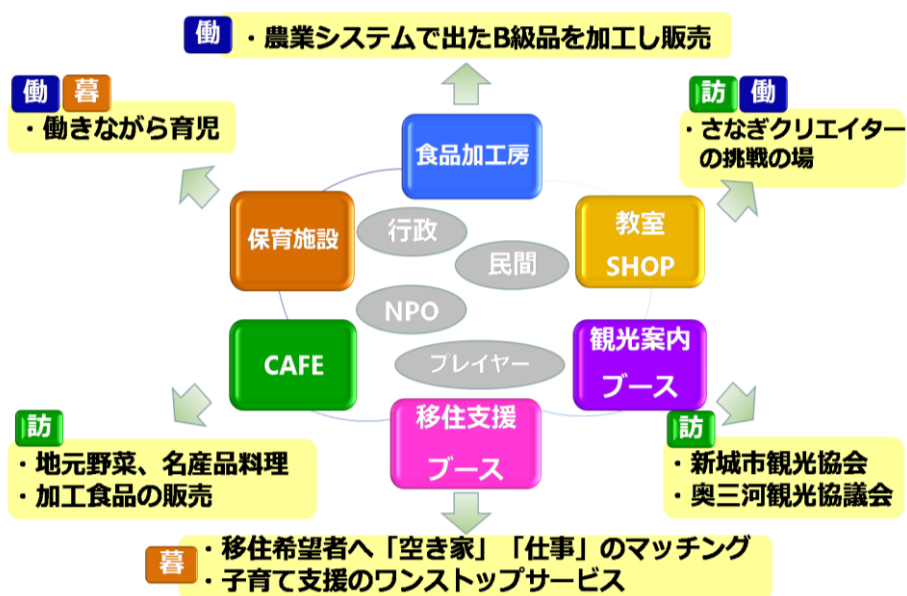 働
・農業システムで出たB級品を加工し販売
働 暮
・働きながら育児
訪 働
・さなぎクリエイター
の挑戦の場
食品加工房
保育施設
行政
教室
SHOP
民間
NPO
CAFE
プレイヤー
観光案内
ブース
移住支援
ブース
訪
・地元野菜、名産品料理
・加工食品の販売
訪
・新城市観光協会
・奥三河観光協議会
暮
・移住希望者へ「空き家」「仕事」のマッチング
・子育て支援のワンストップサービス